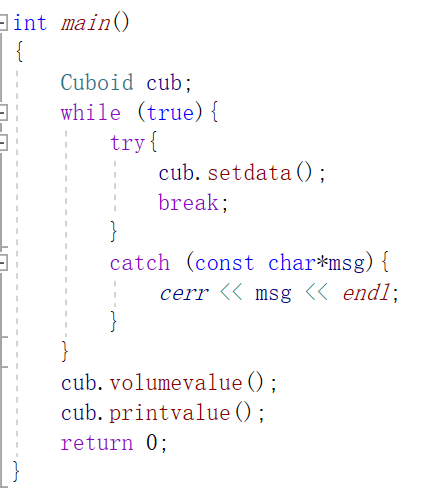 int main()
{
Cuboid cub;
while (true){
try{
cub.setdata();
break;
}
catch (const char*msg){
cerr << msg << endl;
}
}
cub.volumevalue();
cub.printvalue();
return 0;
}